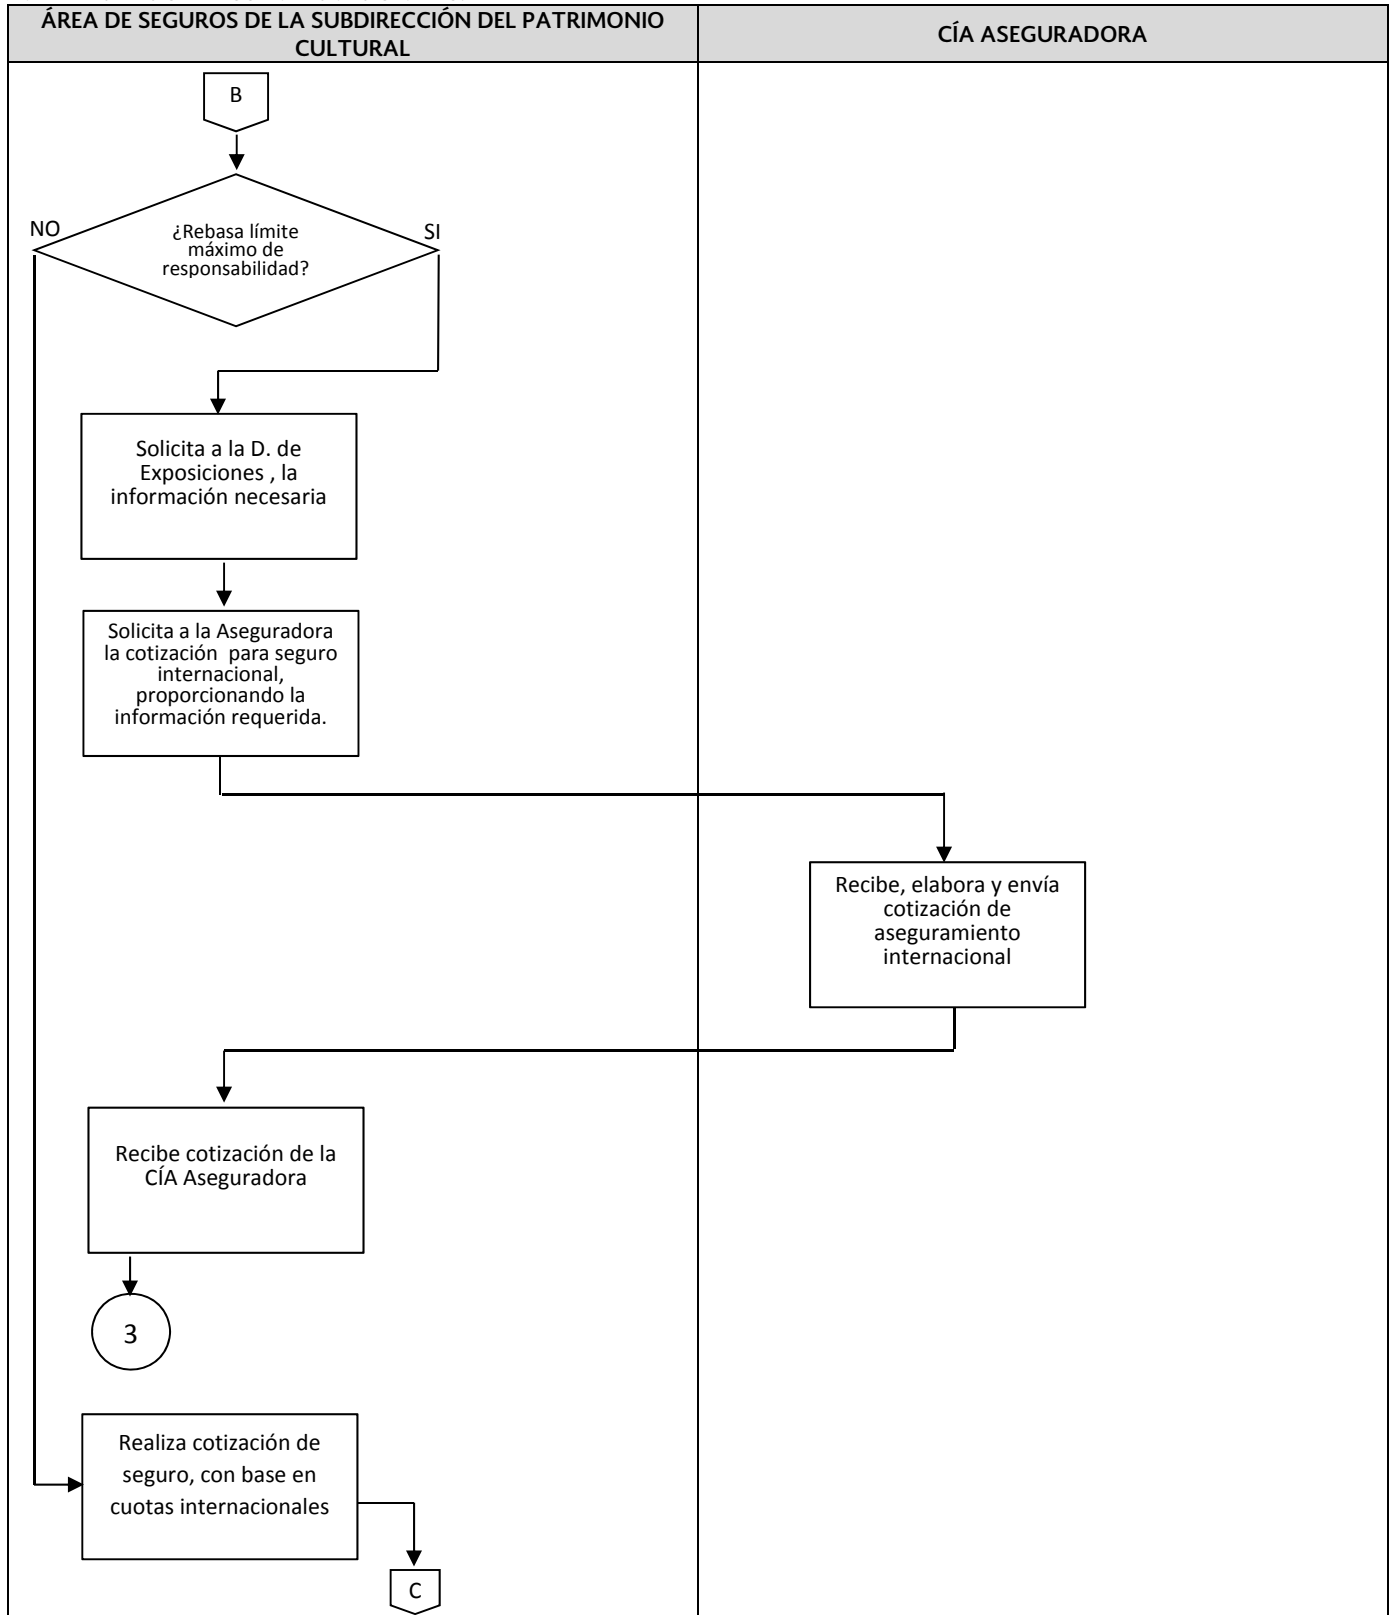 ÁREA DE SEGUROS DE LA SUBDIRECCIÓN DEL PATRIMONIO
CULTURAL
CÍA ASEGURADORA
B
NO
SI
¿Rebasa límite
máximo de
responsabilidad?
Solicita a la D. de
Exposiciones , la
información necesaria
Solicita a la Aseguradora
la cotización para seguro
internacional,
proporcionando la
información requerida.
Recibe, elabora y envía
cotización de
aseguramiento
internacional
Recibe cotización de la
CÍA Aseguradora
3
Realiza cotización de
seguro, con base en
cuotas internacionales
C